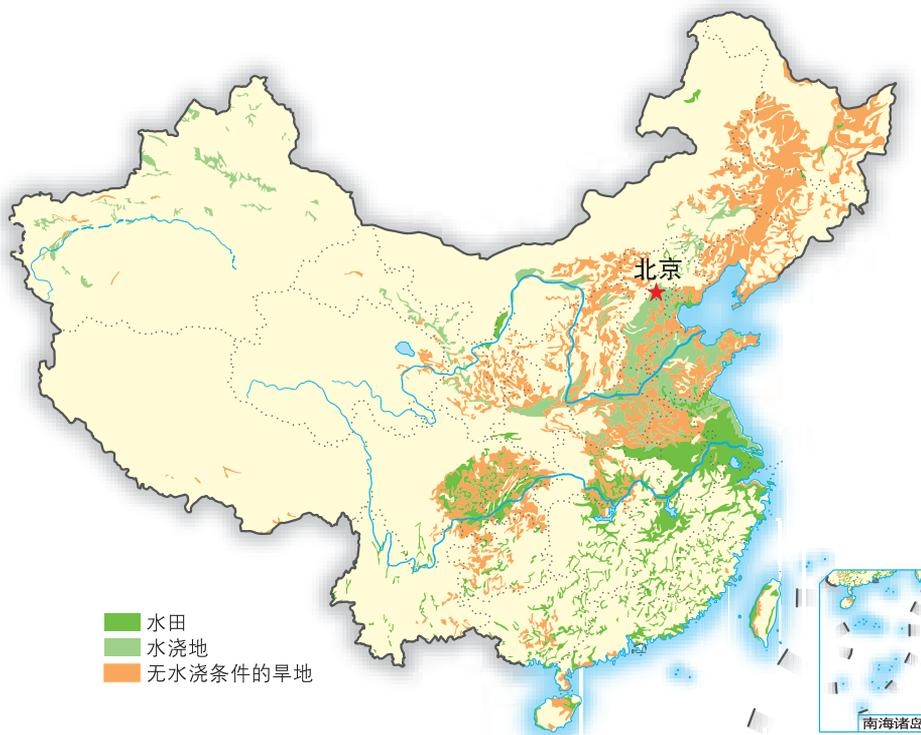 北京
水田
水浇地
无水浇条件的旱地
南海诸岛